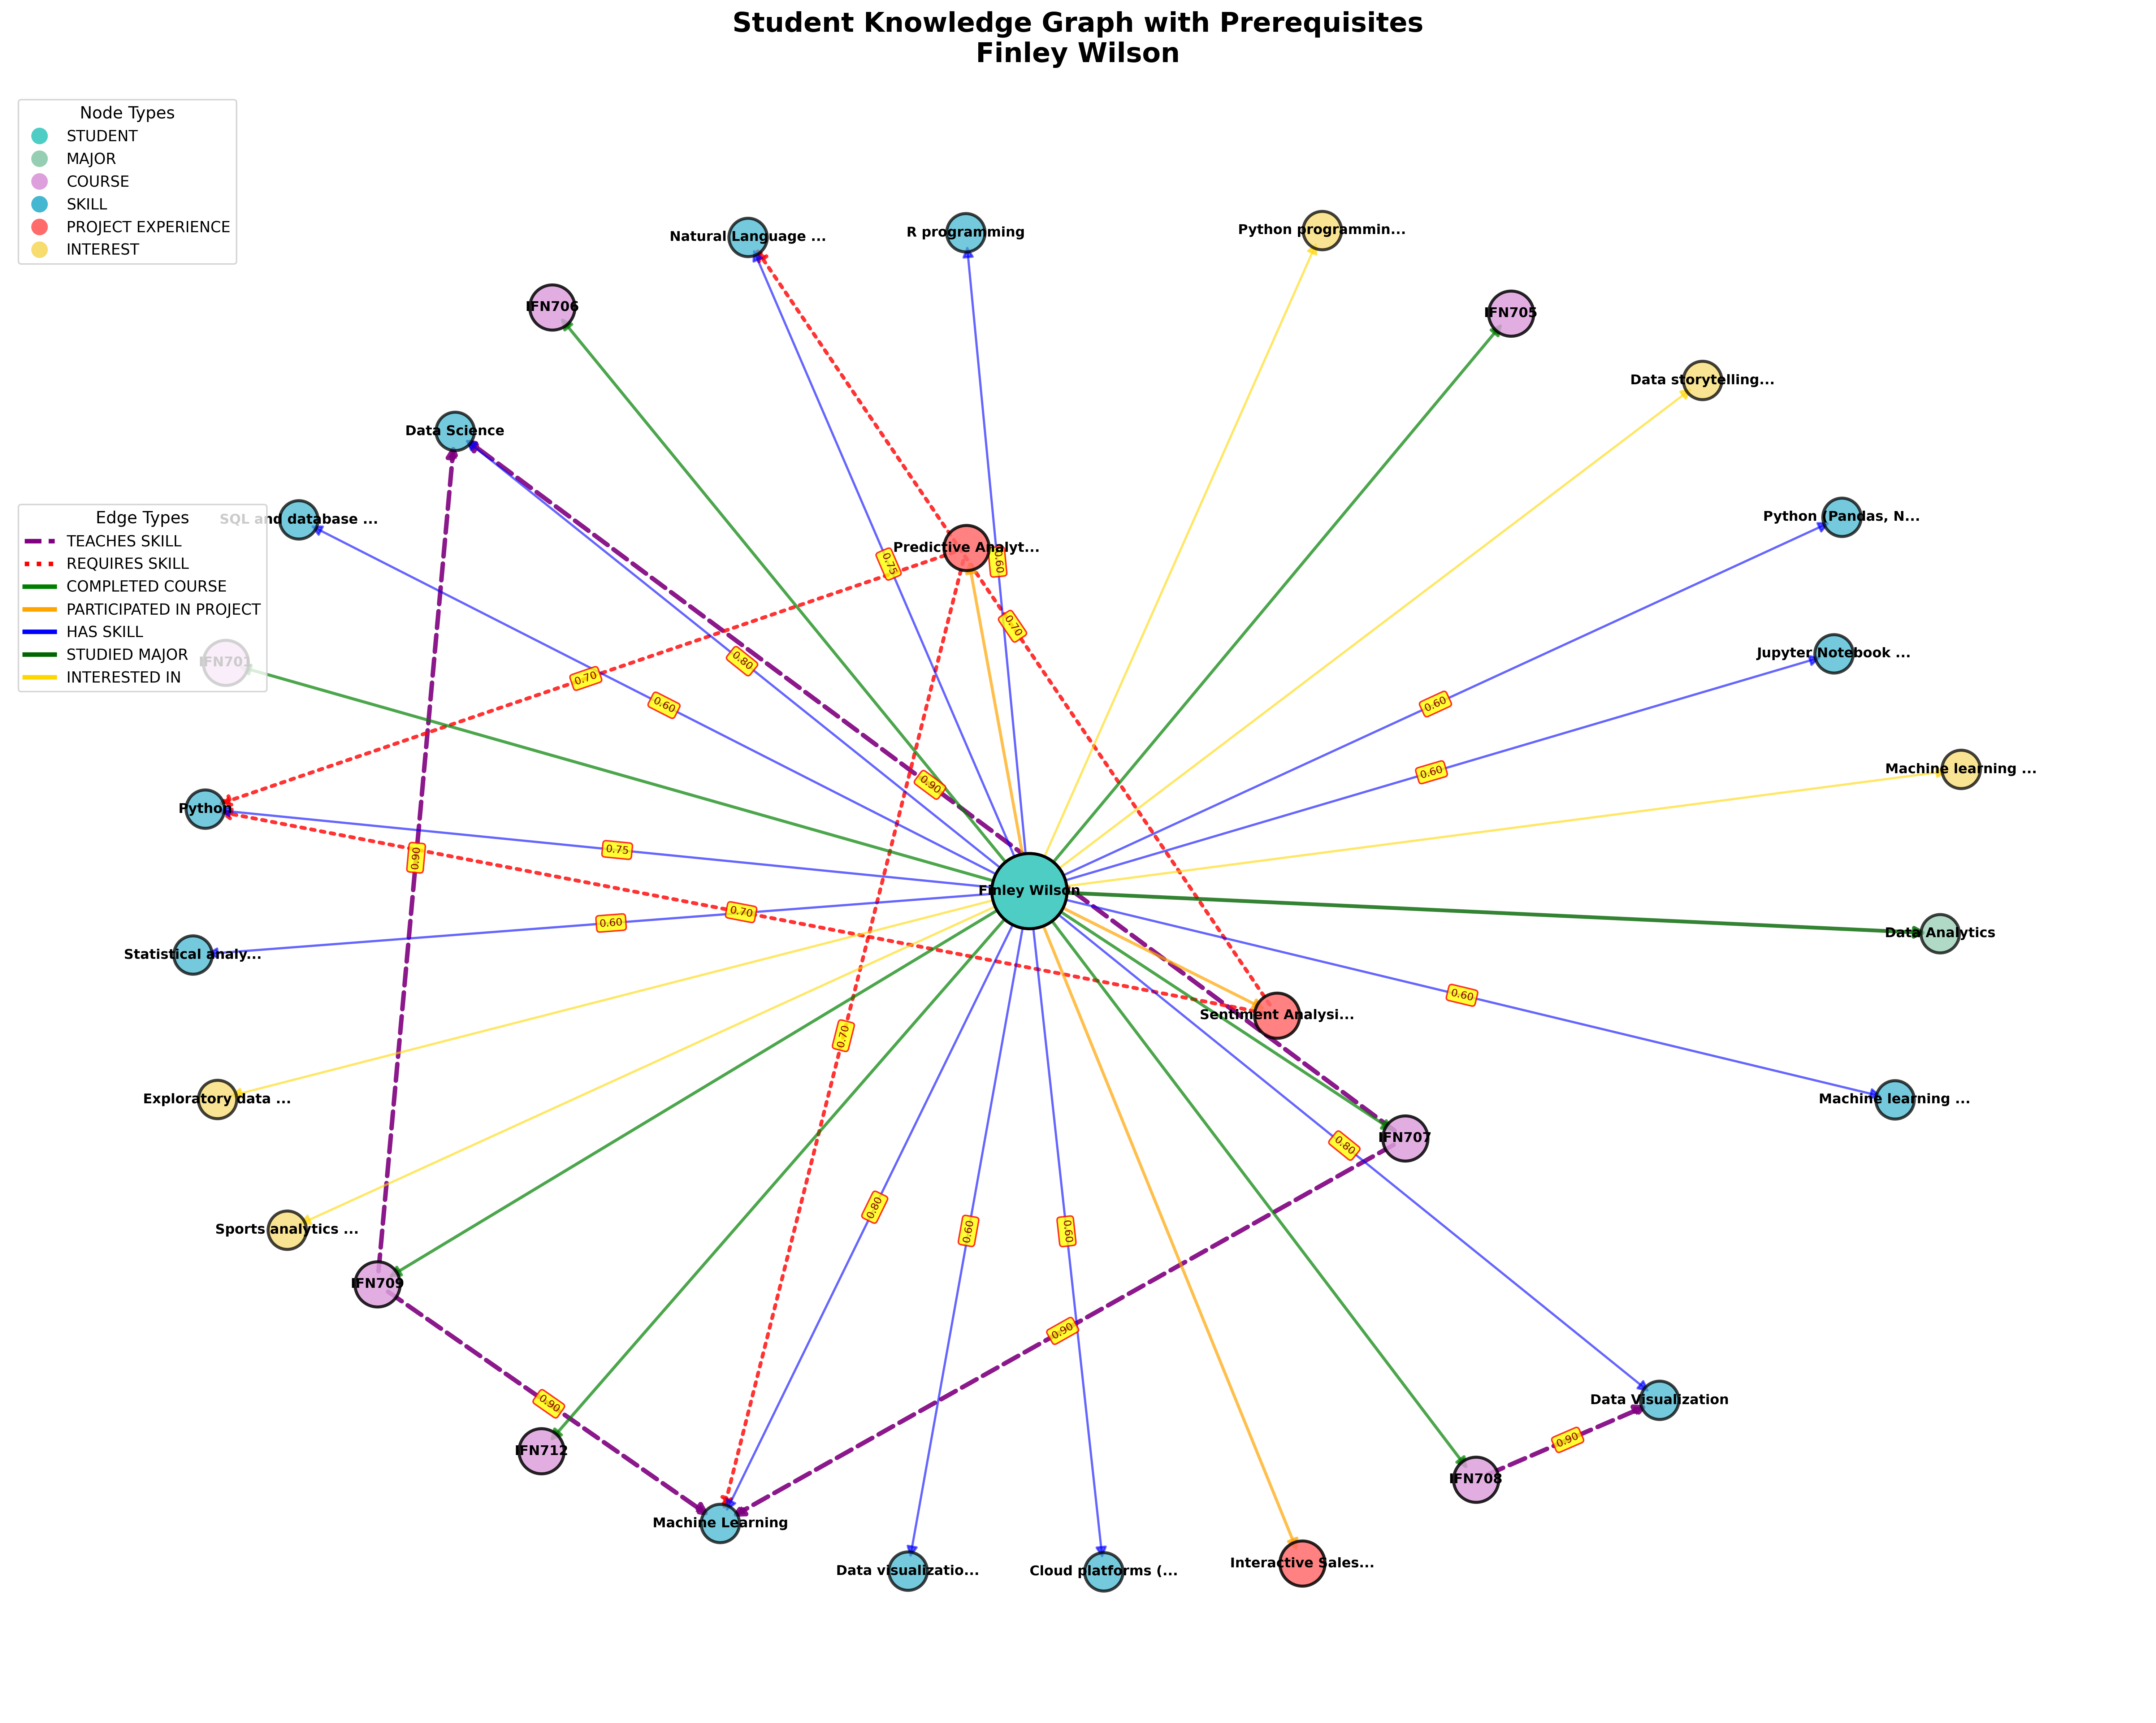 Student Knowledge Graph with Prerequisites
Finley Wilson
Node Types
STUDENT
MAJOR
COURSE
SKILL
PROJECT EXPERIENCE
INTEREST
Natural Language ...
R programming
Python programmin...
IFN706
IFN705
Data storytelling...
Data Science
Edge Types
TEACHES SKILL
REQUIRES SKILL
COMPLETED COURSE
PARTICIPATED IN PROJECT
HAS SKILL
STUDIED MAJOR
INTERESTED IN
SQL and database ...
Python (Pandas, N...
Predictive Analyt...
0.75
0.60
0.70
IFN701
0.80
0.70
0.60
0.60
Jupyter Notebook ...
0.60
Machine learning ...
0.90
Python
0.75
0.90
Finley Wilson
0.70
0.60
Statistical analy...
Data Analytics
0.60
Sentiment Analysi...
0.70
Exploratory data ...
Machine learning ...
IFN707
0.80
0.80
0.60
0.60
Sports analytics ...
IFN709
0.90
0.90
Data Visualization
0.90
IFN712
IFN708
Machine Learning
Data visualizatio...
Cloud platforms (...
Interactive Sales...